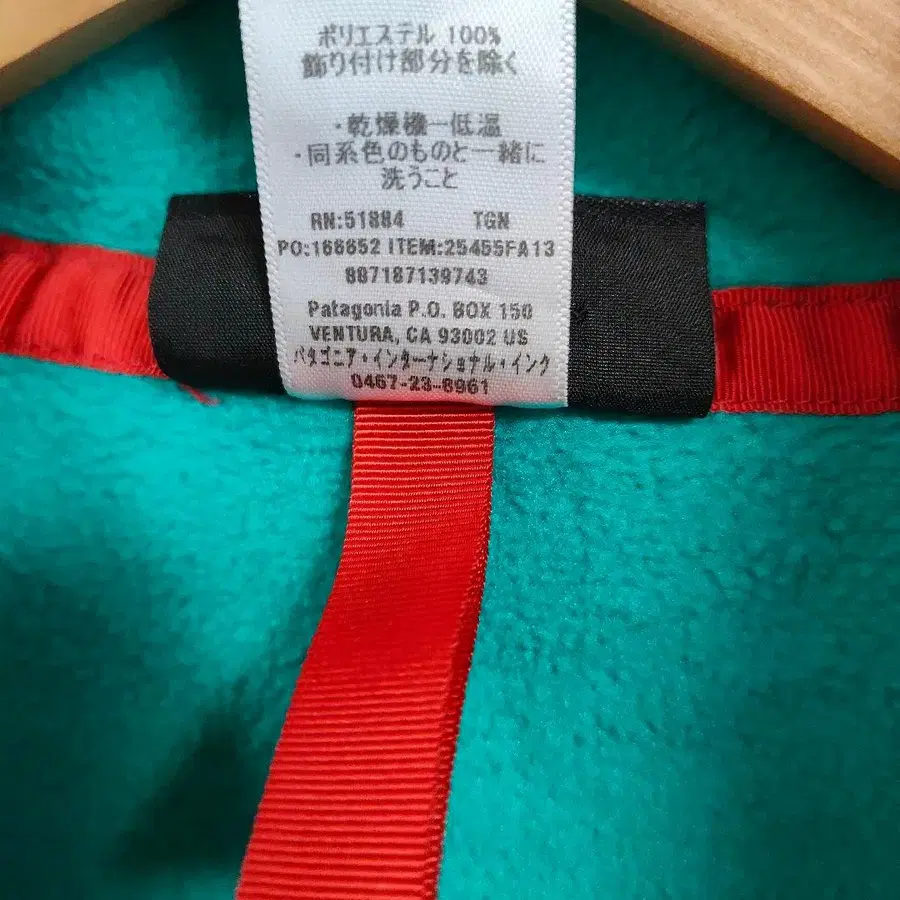 ポリエステル 100%
飾り付け部分を除く
・乾燥機ー低温
・同系色のものと一緒に
洗うこと
RN:51884 TGN
PO:166652 ITEM:25455FA13
887187139743
Patagonia P.O. BOX 150
VENTURA, CA 93002 US
パタゴニア・インターナショナル・インク
0467-23-8961